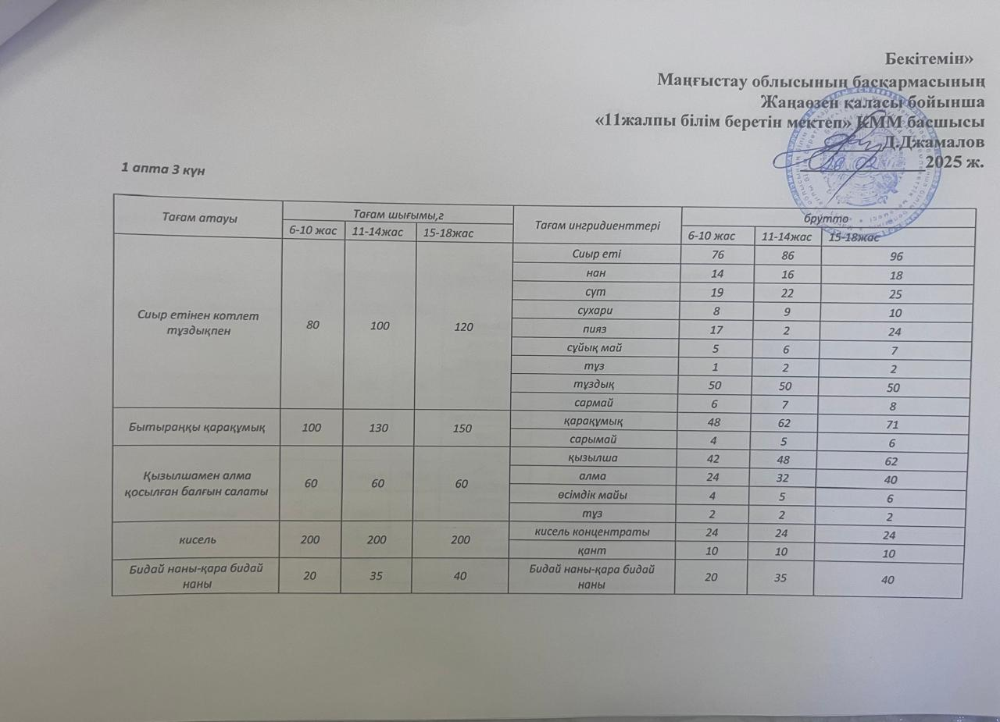 Бекітемін»
Маңғыстау облысының басқармасының
Жаңаөзен қаласы бойынша
«11жалпы білім беретін мектеп» КММ басшысы
Д.Джамалов
2025 ж.
1 апта 3 күн
Тағам атауы Тағам шығымы,г Тағам ингридиенттері брутто
6-10 жас 11-14жас 15-18жас 6-10 жас 11-14жас 15-18жас
Сиыр етінен котлет тұздықпен 80 100 120 Сиыр еті 76 86 96
нан 14 16 18
сүт 19 22 25
сухари 8 9 10
пияз 17 2 24
сұйық май 5 6 7
тұз 1 2 2
тұздық 50 50 50
сармай 6 7 8
Бытыраңқы қарақұмық 100 130 150 қарақұмық 48 62 71
сарымай 4 5 6
Қызылшамен алма қосылған балғын салаты 60 60 60 қызылша 42 48 62
алма 24 32 40
өсімдік майы 4 5 6
тұз 2 2 2
кисель 200 200 200 кисель концентраты 24 24 24
қант 10 10 10
Бидай наны-қара бидай наны 20 35 40 Бидай наны-қара бидай наны 20 35 40